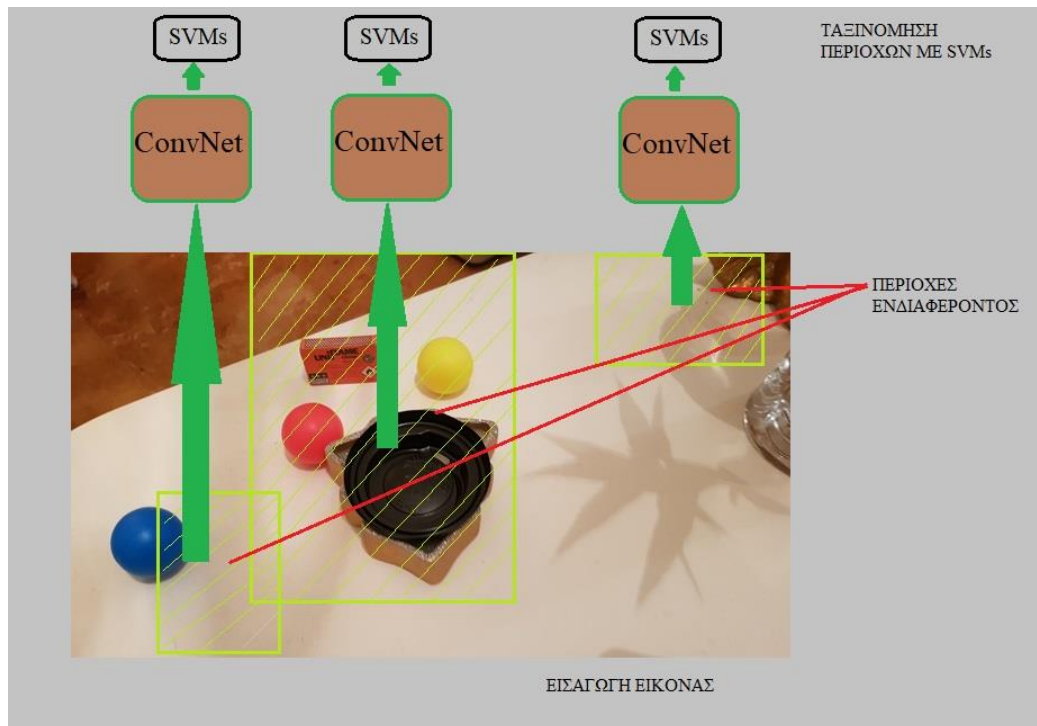 SVMs
SVMs
SVMs
ΤΑΞΙΝΟΜΗΣΗ
ΠΕΡΙΟΧΩΝ ΜΕ SVMs
ConvNet
ConvNet
ConvNet
ΠΕΡΙΟΧΕΣ
ΕΝΔΙΑΦΕΡΟΝΤΟΣ
ΕΙΣΑΓΩΓΗ ΕΙΚΟΝΑΣ